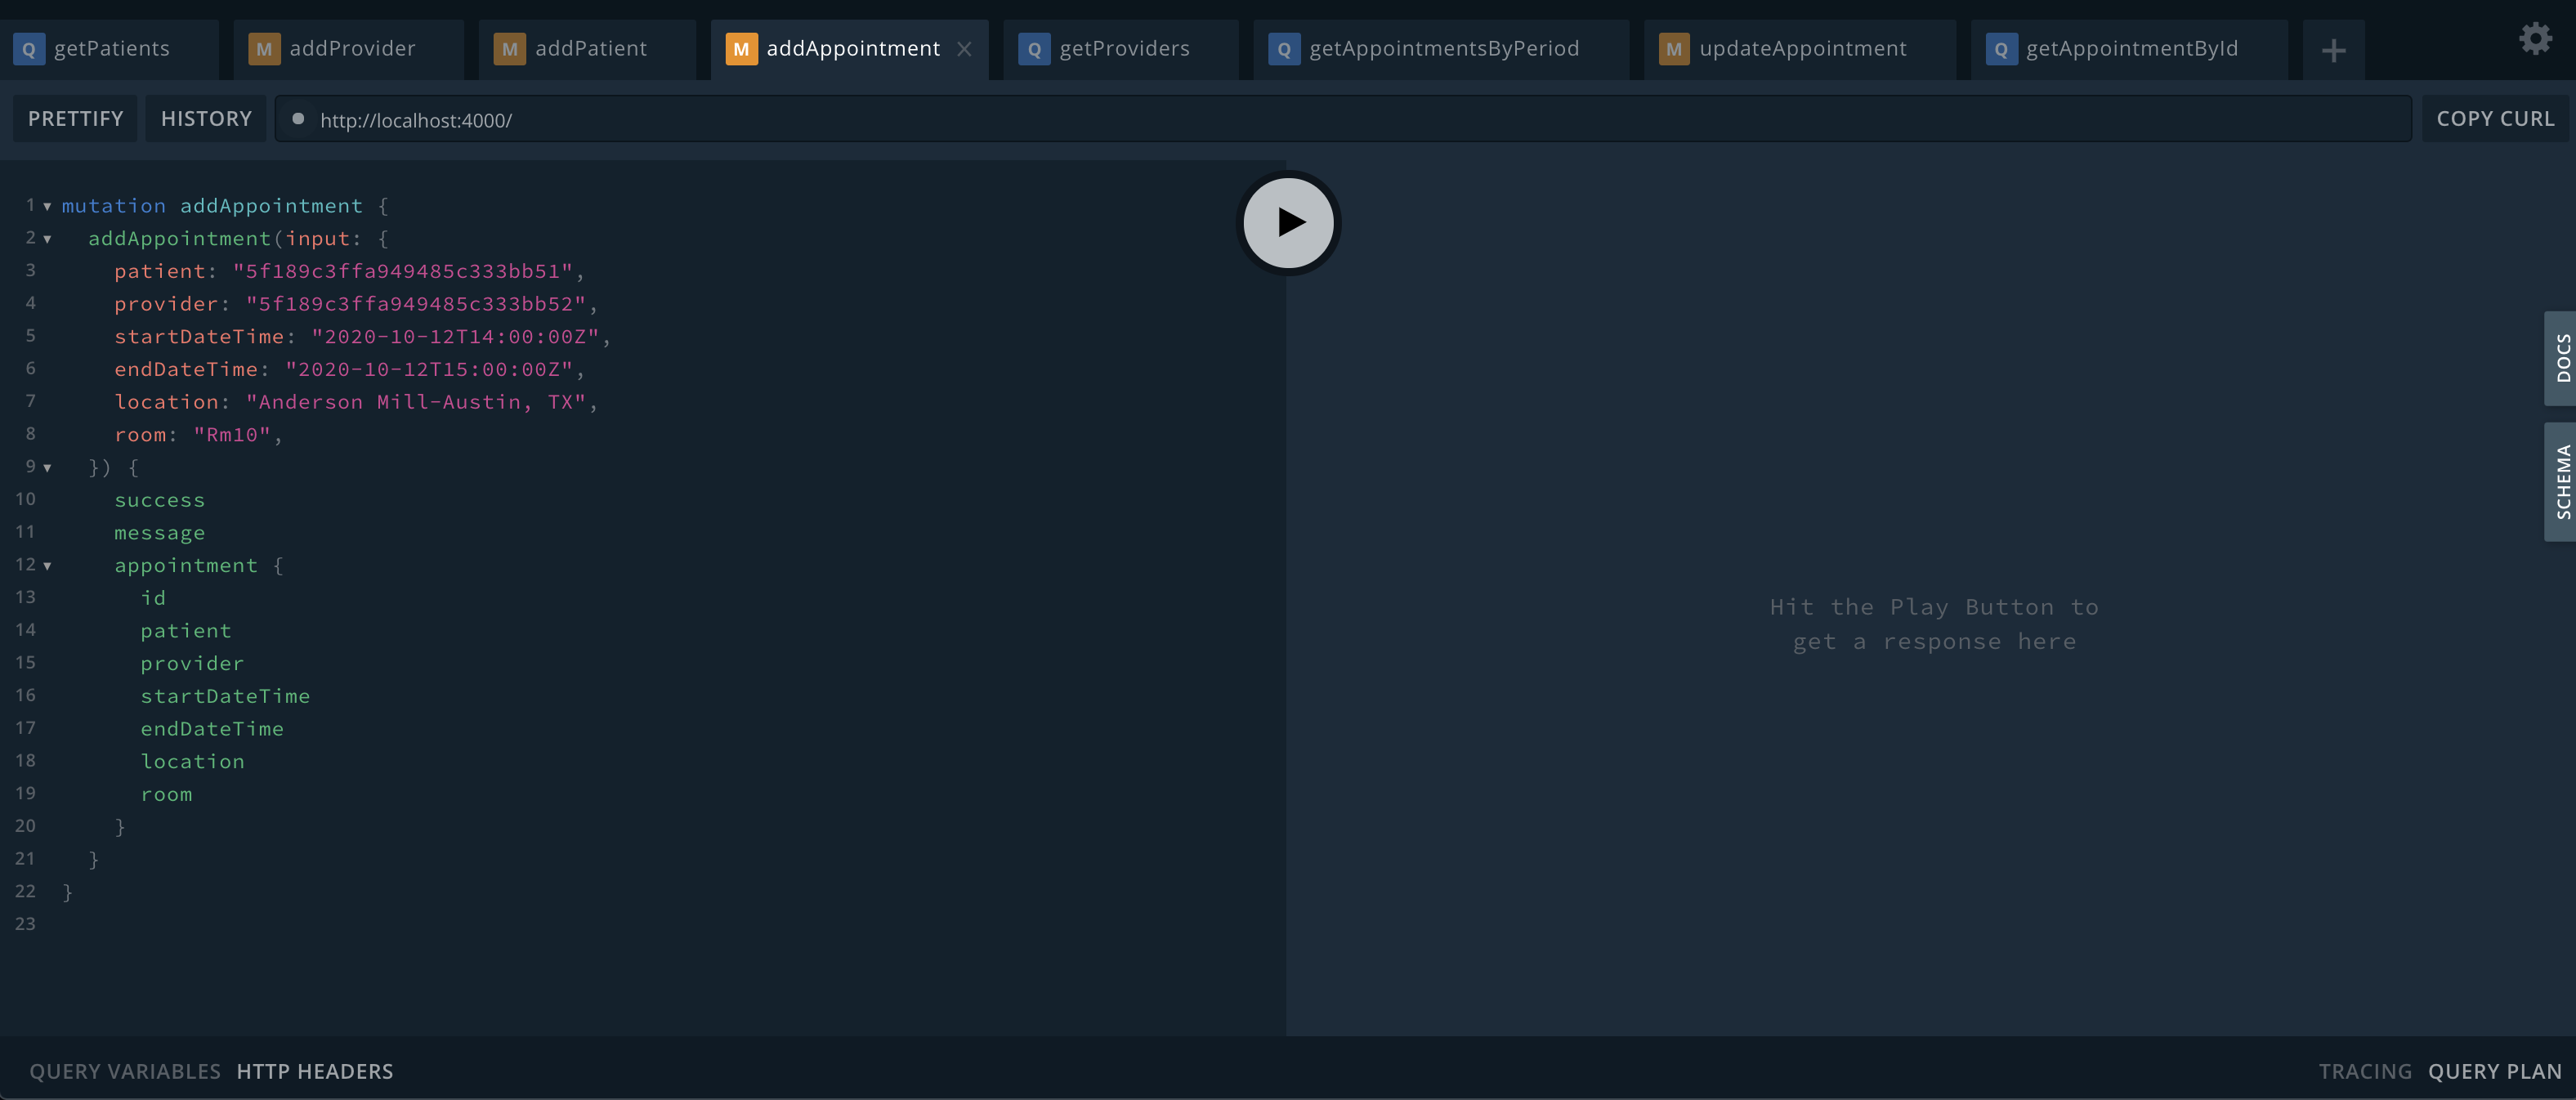 Q getPatients M addProvider M addPatient M addAppointment × Q getProviders Q getAppointmentsByPeriod M updateAppointment Q getAppointmentById +
PRETTIFY HISTORY http://localhost:4000/ COPY CURL
1 mutation addAppointment {
2 addAppointment(input: {
3 patient: "5f189c3ffa949485c333bb51",
4 provider: "5f189c3ffa949485c333bb52",
5 startDateTime: "2020-10-12T14:00:00Z",
6 endDateTime: "2020-10-12T15:00:00Z",
7 location: "Anderson Mill-Austin, TX",
8 room: "Rm10",
9 }) {
10 success
11 message
12 appointment {
13 id
14 patient
15 provider
16 startDateTime
17 endDateTime
18 location
19 room
20 }
21 }
22 }
23
Hit the Play Button to
get a response here
DOCS
SCHEMA
QUERY VARIABLES HTTP HEADERS
TRACING QUERY PLAN